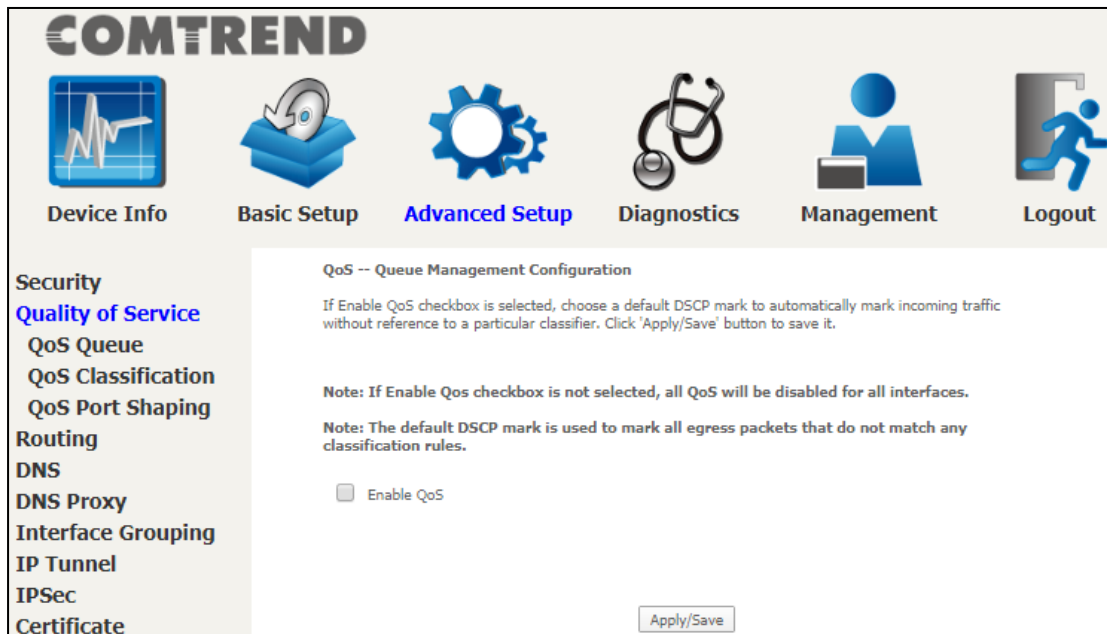 COMTREND
Device Info
Basic Setup
Advanced Setup
Diagnostics
Management
Logout
Security
Quality of Service
QoS Queue
QoS Classification
QoS Port Shaping
Routing
DNS
DNS Proxy
Interface Grouping
IP Tunnel
IPSec
Certificate
QoS -- Queue Management Configuration
If Enable QoS checkbox is selected, choose a default DSCP mark to automatically mark incoming traffic
without reference to a particular classifier. Click 'Apply/Save' button to save it.
Note: If Enable Qos checkbox is not selected, all QoS will be disabled for all interfaces.
Note: The default DSCP mark is used to mark all egress packets that do not match any
classification rules.
Enable QoS
Apply/Save